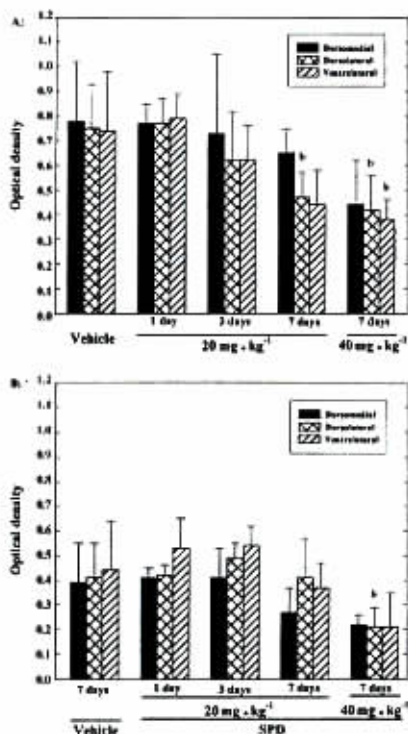 A:
1.2
1.1
1.0
0.9
0.8
0.7
0.6
0.5
0.4
0.3
0.2
0.1
0.0
Optical density
Dorsomedial
Dorsolateral
Ventrolateral
b b b
1 day 3 days 7 days 7 days
Vehicle 20 mg • kg⁻¹ 40 mg • kg⁻¹
B.
1.2
1.1
1.0
0.9
0.8
0.7
0.6
0.5
0.4
0.3
0.2
0.1
0.0
Optical density
Dorsomedial
Dorsolateral
Ventrolateral
b
7 days 1 day 3 days 7 days 7 days
20 mg • kg⁻¹ 40 mg • kg⁻¹
Vehicle SPD